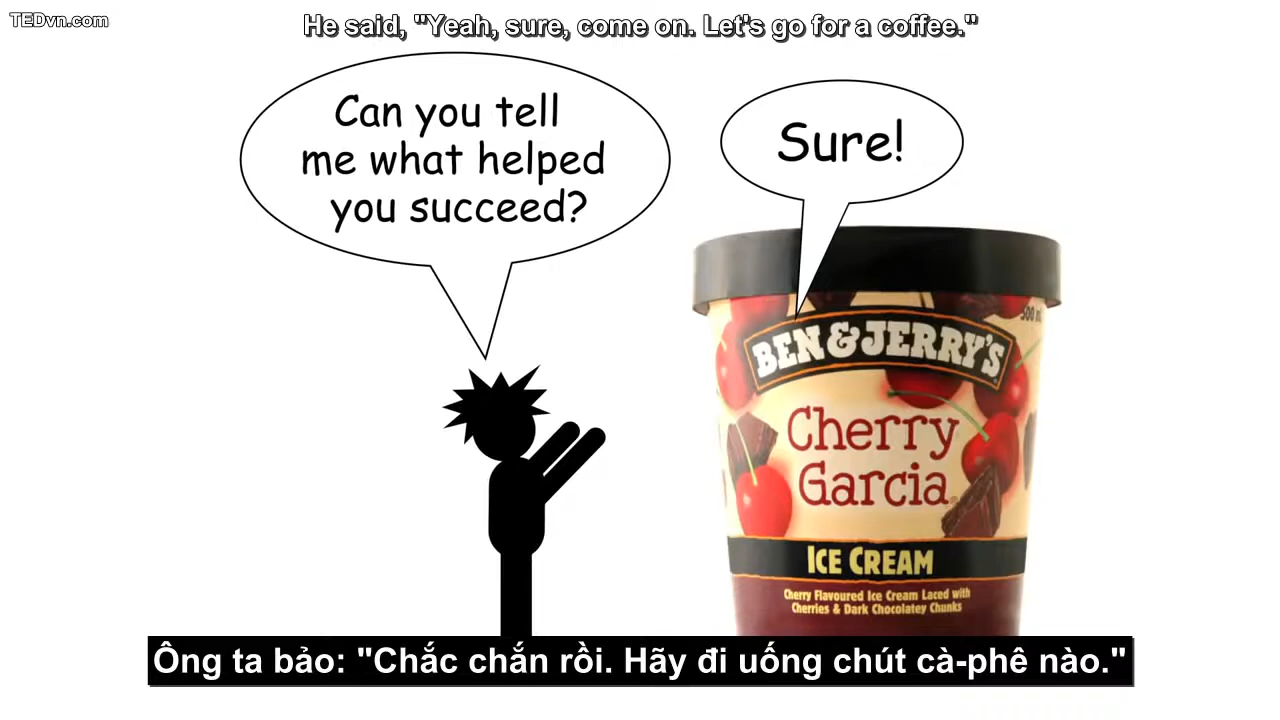 TEDvn.com
He said, "Yeah, sure, come on. Let's go for a coffee."
Can you tell
me what helped
you succeed?
Sure!
500 mL
BEN & JERRY'S
Cherry
Garcia
ICE CREAM
Cherry Flavoured Ice Cream Laced with
Cherries & Dark Chocolatey Chunks
Ông ta bảo: "Chắc chắn rồi. Hãy đi uống chút cà-phê nào."